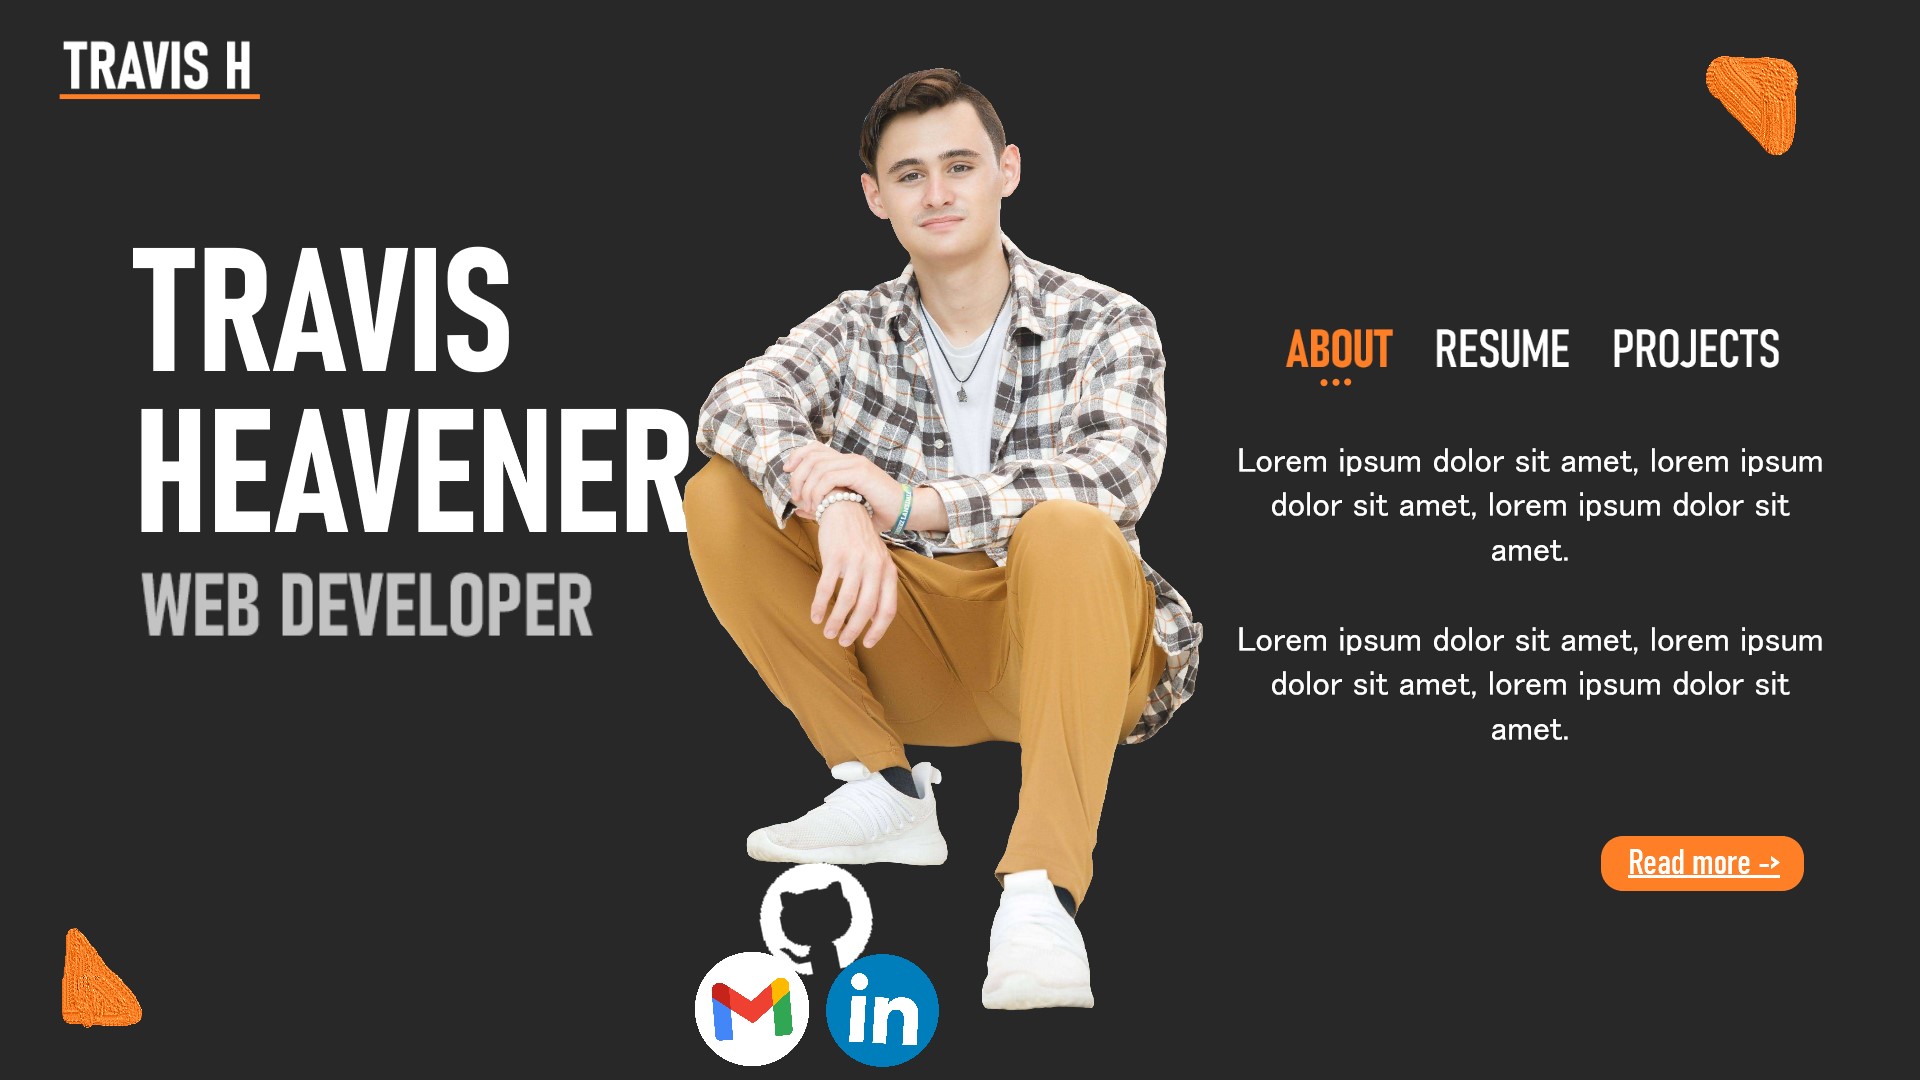 TRAVIS H
TRAVIS
HEAVENER
WEB DEVELOPER
ABOUT RESUME PROJECTS
Lorem ipsum dolor sit amet, lorem ipsum
dolor sit amet, lorem ipsum dolor sit
amet.
Lorem ipsum dolor sit amet, lorem ipsum
dolor sit amet, lorem ipsum dolor sit
amet.
Read more ->
in